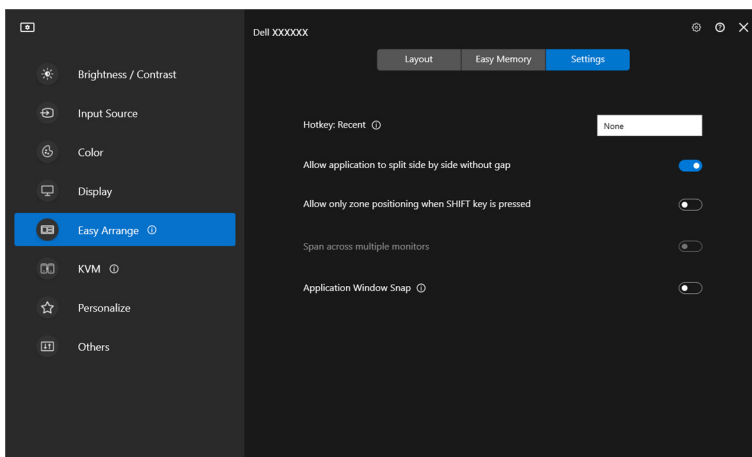 Dell XXXXXX
Brightness / Contrast
Input Source
Color
Display
Easy Arrange
KVM
Personalize
Others
Layout
Easy Memory
Settings
Hotkey: Recent
None
Allow application to split side by side without gap
Allow only zone positioning when SHIFT key is pressed
Span across multiple monitors
Application Window Snap